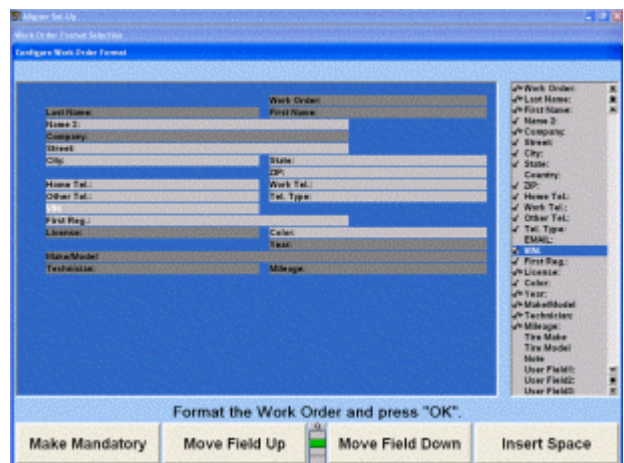 Aligner Set-Up
Work Order Format Selection
Configure Work Order Format
Work Order:
Last Name: First Name:
Name 2:
Company:
Street:
City: State:
ZIP:
Home Tel.: Work Tel.:
Other Tel.: Tel. Type:
VIN:
First Reg.:
License: Color:
Year:
Make/Model
Technician: Mileage:
Work Order:
Last Name:
First Name:
Name 2:
Company:
Street:
City:
State:
Country:
ZIP:
Home Tel.:
Work Tel.:
Other Tel.:
Tel. Type:
EMAIL:
VIN:
First Reg.:
License:
Color:
Year:
Make/Model
Technician:
Mileage:
Tire Make
Tire Model
Note
User Field1:
User Field2:
User Field3:
Format the Work Order and press "OK".
Make Mandatory Move Field Up Move Field Down Insert Space